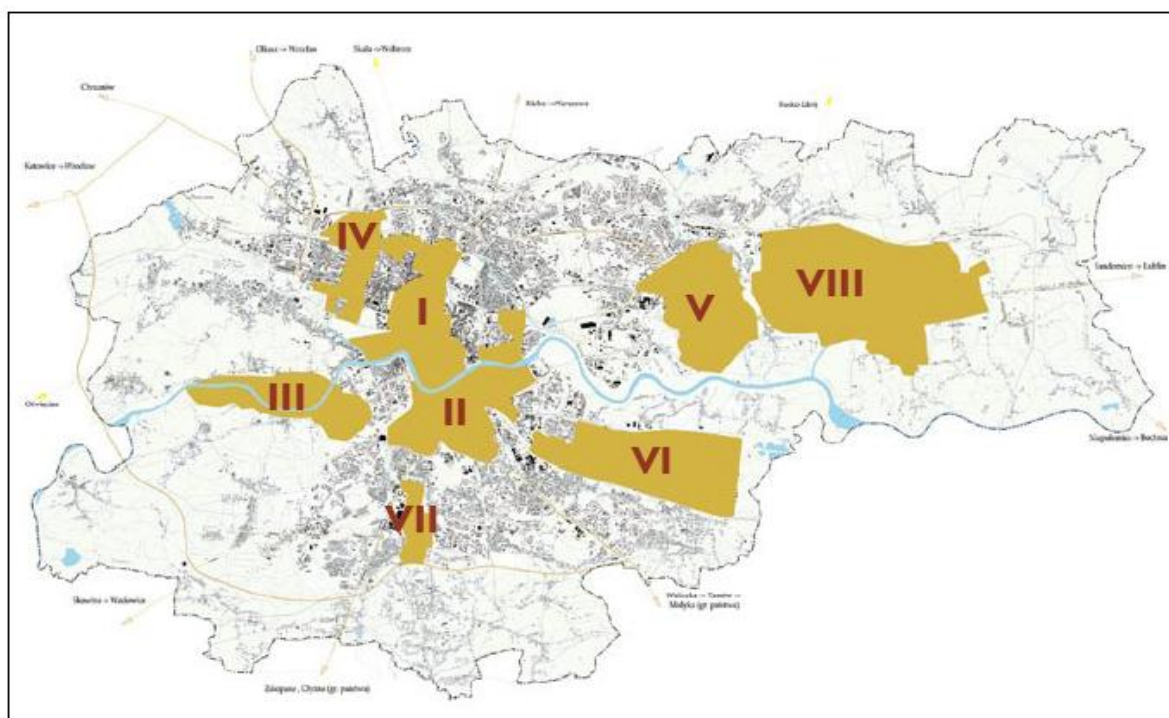 Olkusz -> Wrocław
Skała -> Wolbrom
Chrzanów
Kielce -> Warszawa
Busko Zdrój
Katowice -> Wrocław
IV
VIII
Sandomierz -> Lublin
V
I
III
II
Oświęcim
Niepołomice -> Bochnia
VI
VII
Skawina -> Wadowice
Wieliczka -> Tarnów ->
Medyka (gr. państwa)
Zakopane, Chyżne (gr. państwa)